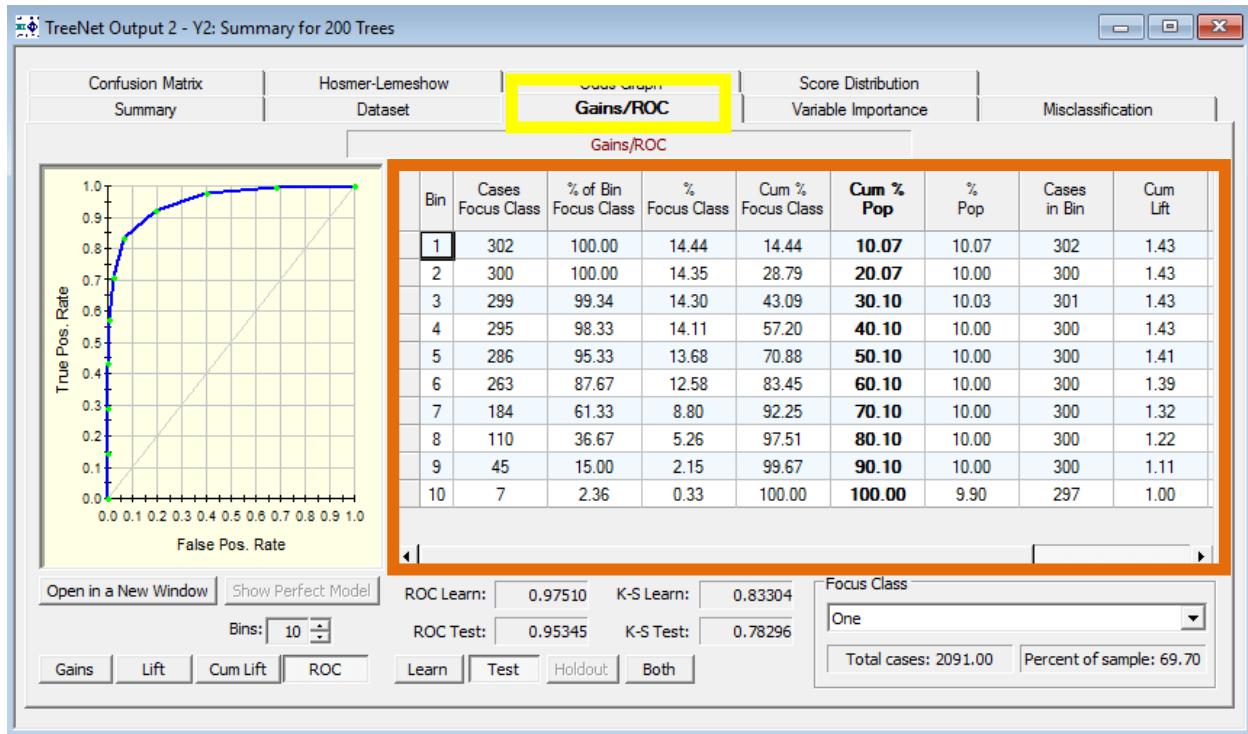 TreeNet Output 2 - Y2: Summary for 200 Trees
Confusion Matrix Hosmer-Lemeshow Odds Graph Score Distribution
Summary Dataset Gains/ROC Variable Importance Misclassification
Gains/ROC
Bin Cases Focus Class % of Bin Focus Class % Focus Class Cum % Focus Class Cum % Pop % Pop Cases in Bin Cum Lift
1 302 100.00 14.44 14.44 10.07 10.07 302 1.43
2 300 100.00 14.35 28.79 20.07 10.00 300 1.43
3 299 99.34 14.30 43.09 30.10 10.03 301 1.43
4 295 98.33 14.11 57.20 40.10 10.00 300 1.43
5 286 95.33 13.68 70.88 50.10 10.00 300 1.41
6 263 87.67 12.58 83.45 60.10 10.00 300 1.39
7 184 61.33 8.80 92.25 70.10 10.00 300 1.32
8 110 36.67 5.26 97.51 80.10 10.00 300 1.22
9 45 15.00 2.15 99.67 90.10 10.00 300 1.11
10 7 2.36 0.33 100.00 100.00 9.90 297 1.00
True Pos. Rate
1.0
0.9
0.8
0.7
0.6
0.5
0.4
0.3
0.2
0.1
0.0
0.0 0.1 0.2 0.3 0.4 0.5 0.6 0.7 0.8 0.9 1.0
False Pos. Rate
Open in a New Window Show Perfect Model
Bins: 10
Gains Lift Cum Lift ROC
ROC Learn: 0.97510 K-S Learn: 0.83304
ROC Test: 0.95345 K-S Test: 0.78296
Learn Test Holdout Both
Focus Class
One
Total cases: 2091.00 Percent of sample: 69.70